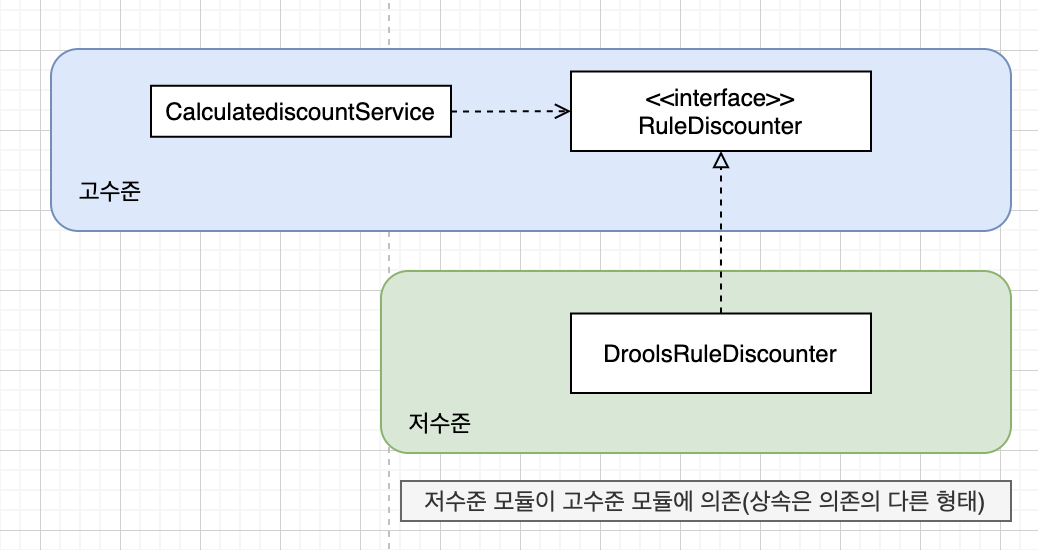 CalculatediscountService
<<interface>>
RuleDiscounter
고수준
DroolsRuleDiscounter
저수준
저수준 모듈이 고수준 모듈에 의존(상속은 의존의 다른 형태)